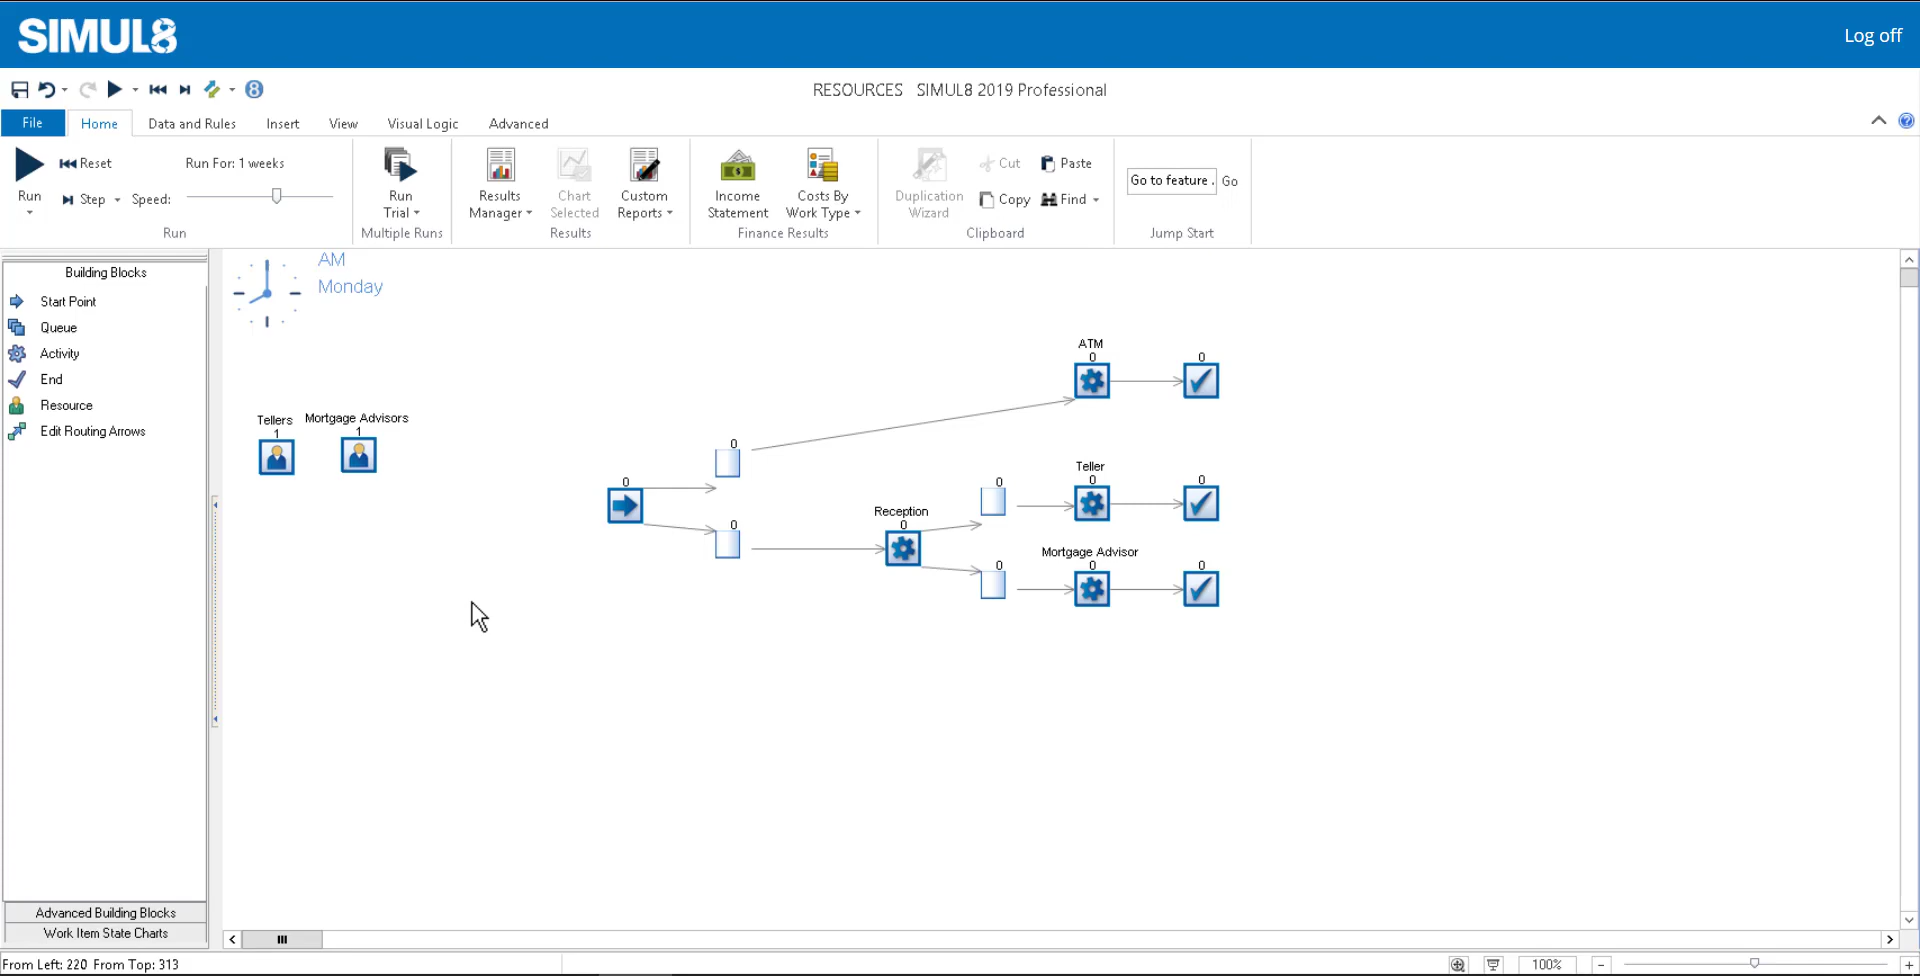 SIMUL8
Log off
RESOURCES SIMUL8 2019 Professional
File Home Data and Rules Insert View Visual Logic Advanced
Run
Reset
Run For: 1 weeks
Step
Speed:
Run
Run
Trial
Multiple Runs
Results
Manager
Chart
Selected
Custom
Reports
Results
Income
Statement
Costs By
Work Type
Finance Results
Duplication
Wizard
Cut
Paste
Copy
Find
Clipboard
Go to feature .
Go
Jump Start
Building Blocks
Start Point
Queue
Activity
End
Resource
Edit Routing Arrows
Advanced Building Blocks
Work Item State Charts
AM
Monday
Tellers
1
Mortgage Advisors
1
0
0
0
ATM
0
0
Reception
0
0
0
Teller
0
0
Mortgage Advisor
0
0
From Left: 220 From Top: 313
100%